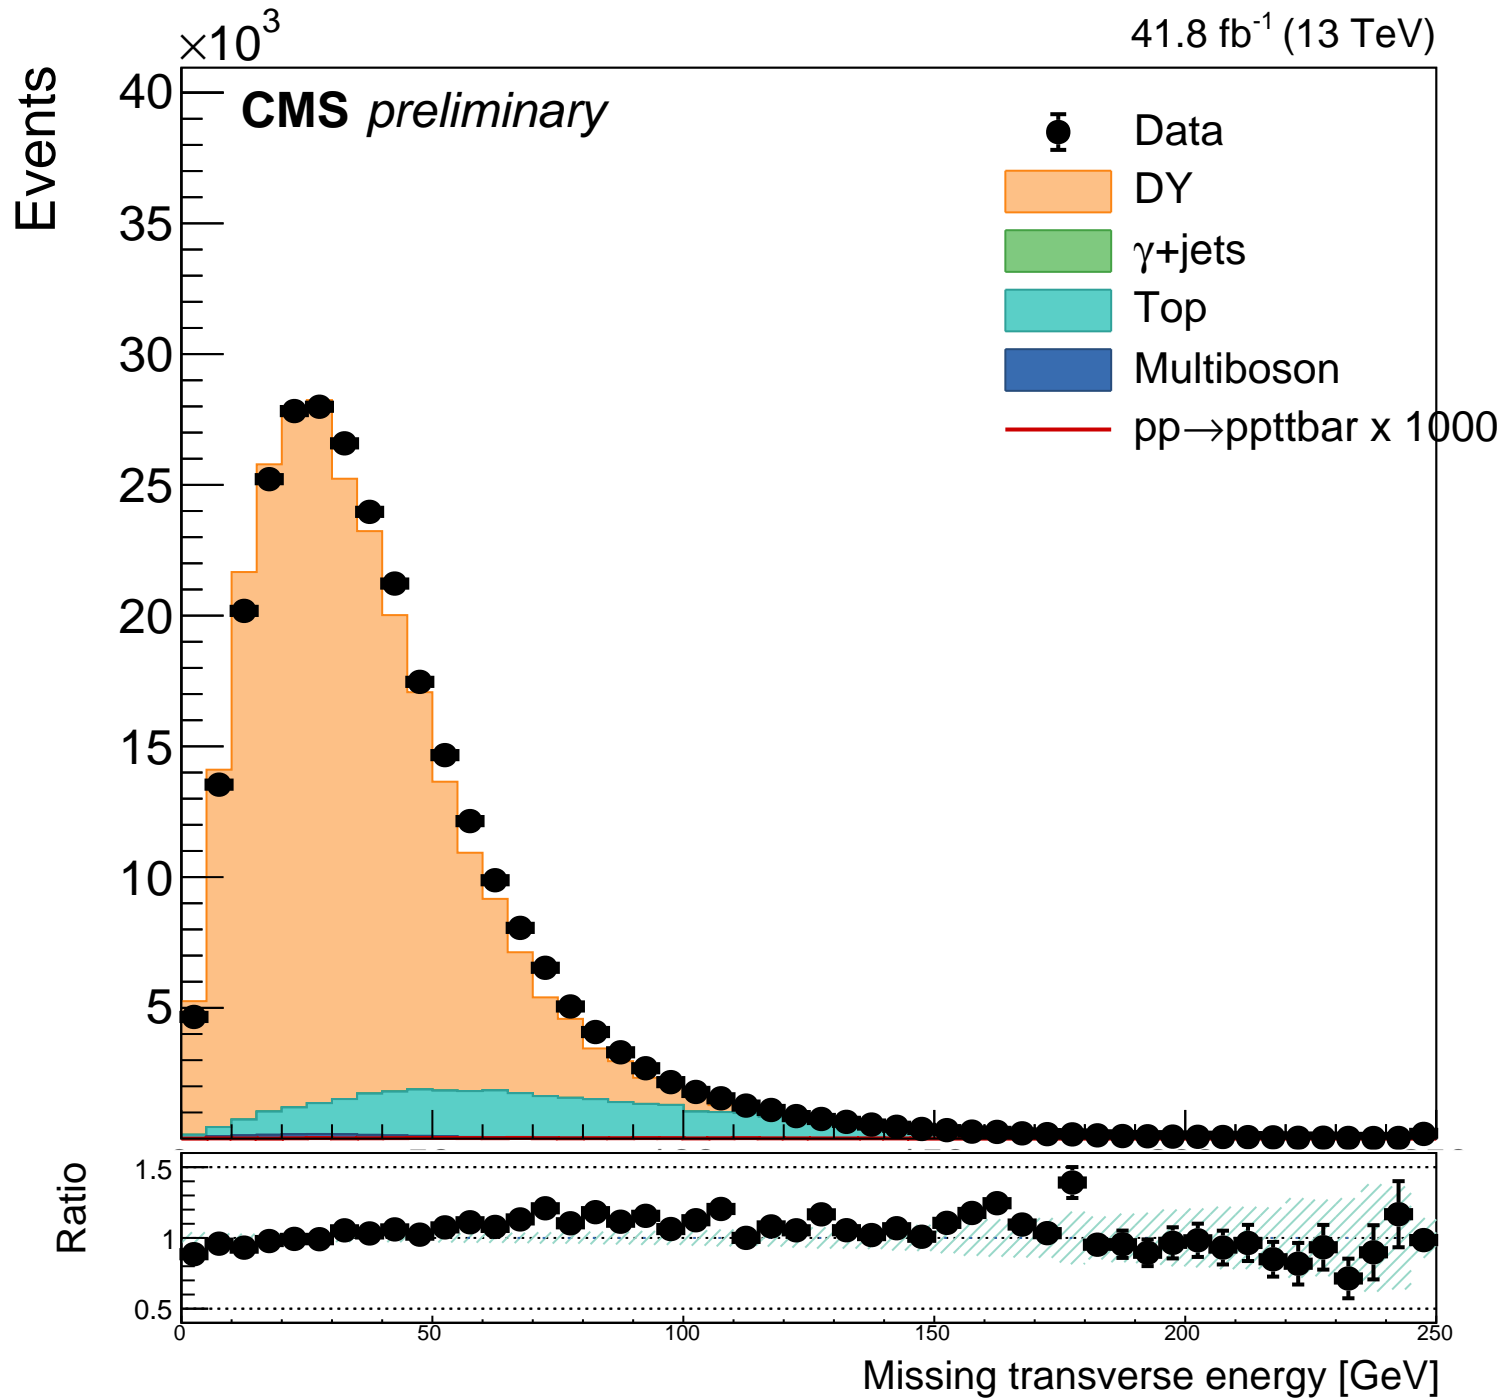 ×10³
41.8 fb⁻¹ (13 TeV)
Events
CMS preliminary
40
35
30
25
20
15
10
5
Data
DY
γ+jets
Top
Multiboson
pp→ppttbar x 1000
Ratio
1.5
1
0.5
0 50 100 150 200 250
Missing transverse energy [GeV]